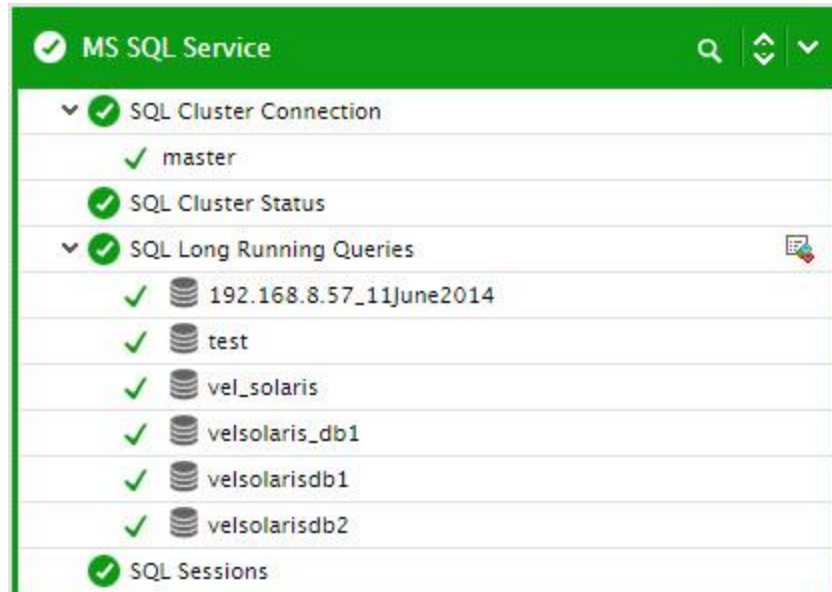 MS SQL Service
SQL Cluster Connection
master
SQL Cluster Status
SQL Long Running Queries
192.168.8.57_11June2014
test
vel_solaris
velsolaris_db1
velsolarisdb1
velsolarisdb2
SQL Sessions